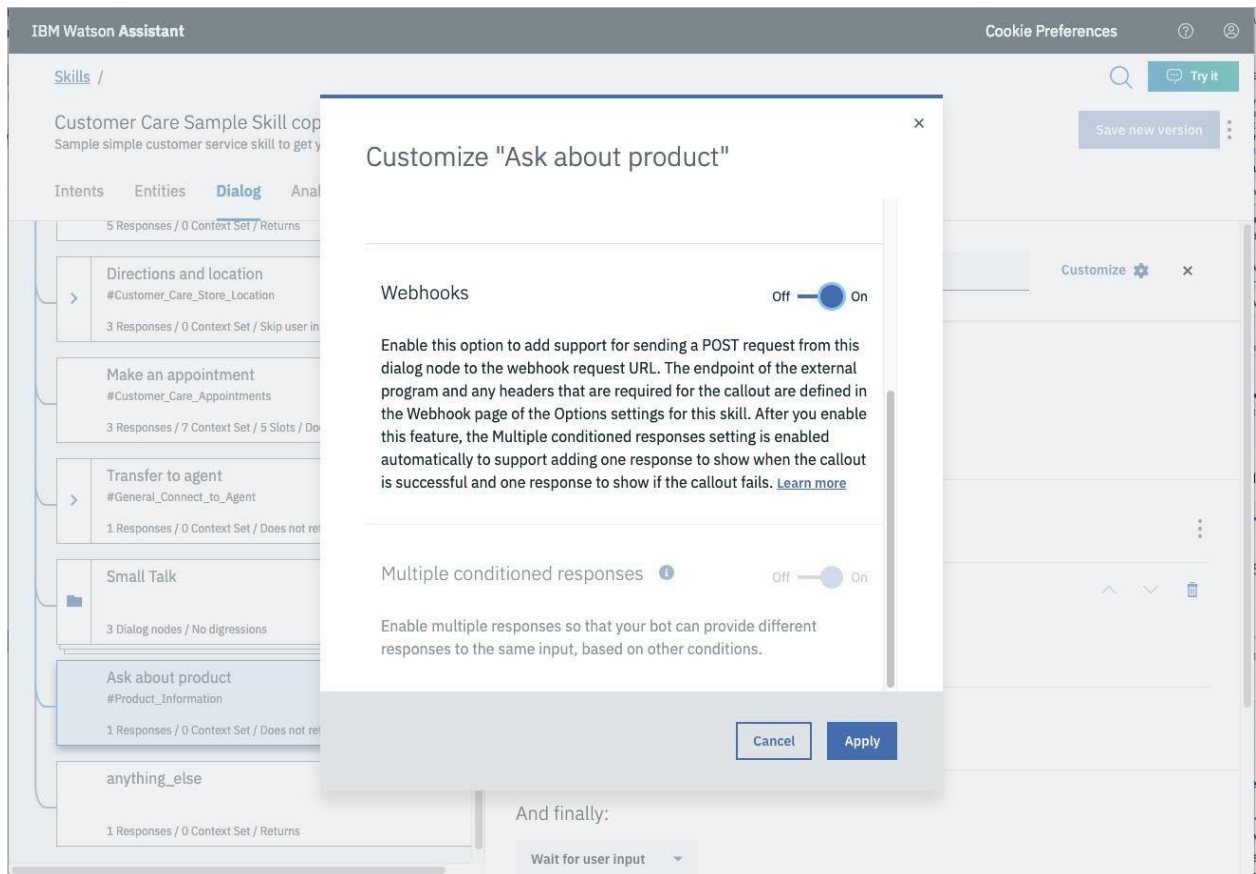 IBM Watson Assistant
Cookie Preferences
Skills /
Try it
Customer Care Sample Skill cop
Sample simple customer service skill to get y
Save new version
Intents Entities Dialog Anal
5 Responses / 0 Context Set / Returns
Directions and location
#Customer_Care_Store_Location
3 Responses / 0 Context Set / Skip user in
Make an appointment
#Customer_Care_Appointments
3 Responses / 7 Context Set / 5 Slots / Do
Transfer to agent
#General_Connect_to_Agent
1 Responses / 0 Context Set / Does not ret
Small Talk
3 Dialog nodes / No digressions
Ask about product
#Product_Information
1 Responses / 0 Context Set / Does not ret
anything_else
1 Responses / 0 Context Set / Returns
Customize "Ask about product"
Webhooks
Off On
Enable this option to add support for sending a POST request from this
dialog node to the webhook request URL. The endpoint of the external
program and any headers that are required for the callout are defined in
the Webhook page of the Options settings for this skill. After you enable
this feature, the Multiple conditioned responses setting is enabled
automatically to support adding one response to show when the callout
is successful and one response to show if the callout fails. Learn more
Multiple conditioned responses
Off On
Enable multiple responses so that your bot can provide different
responses to the same input, based on other conditions.
Cancel Apply
Customize
And finally:
Wait for user input